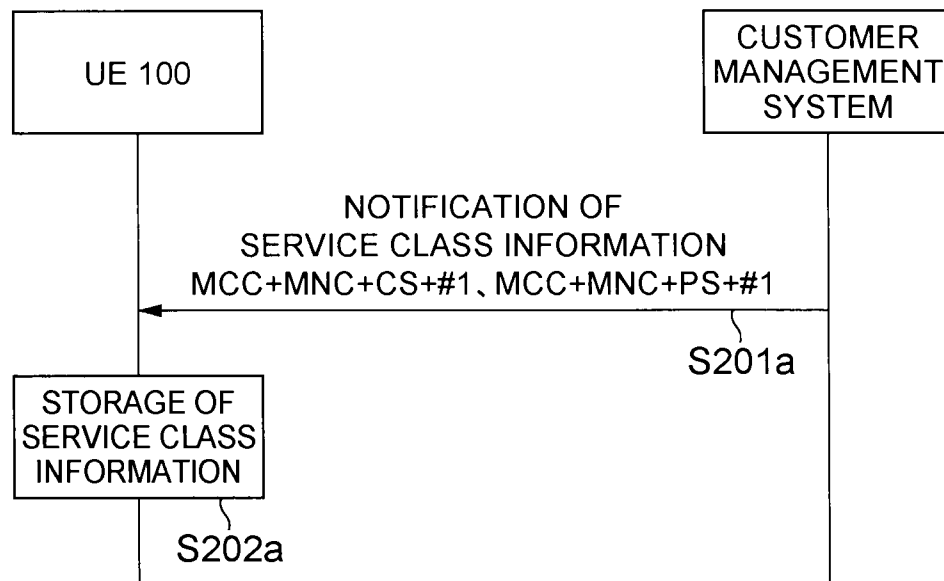 UE 100
CUSTOMER
MANAGEMENT
SYSTEM
NOTIFICATION OF
SERVICE CLASS INFORMATION
MCC+MNC+CS+#1、MCC+MNC+PS+#1
S201a
STORAGE OF
SERVICE CLASS
INFORMATION
S202a